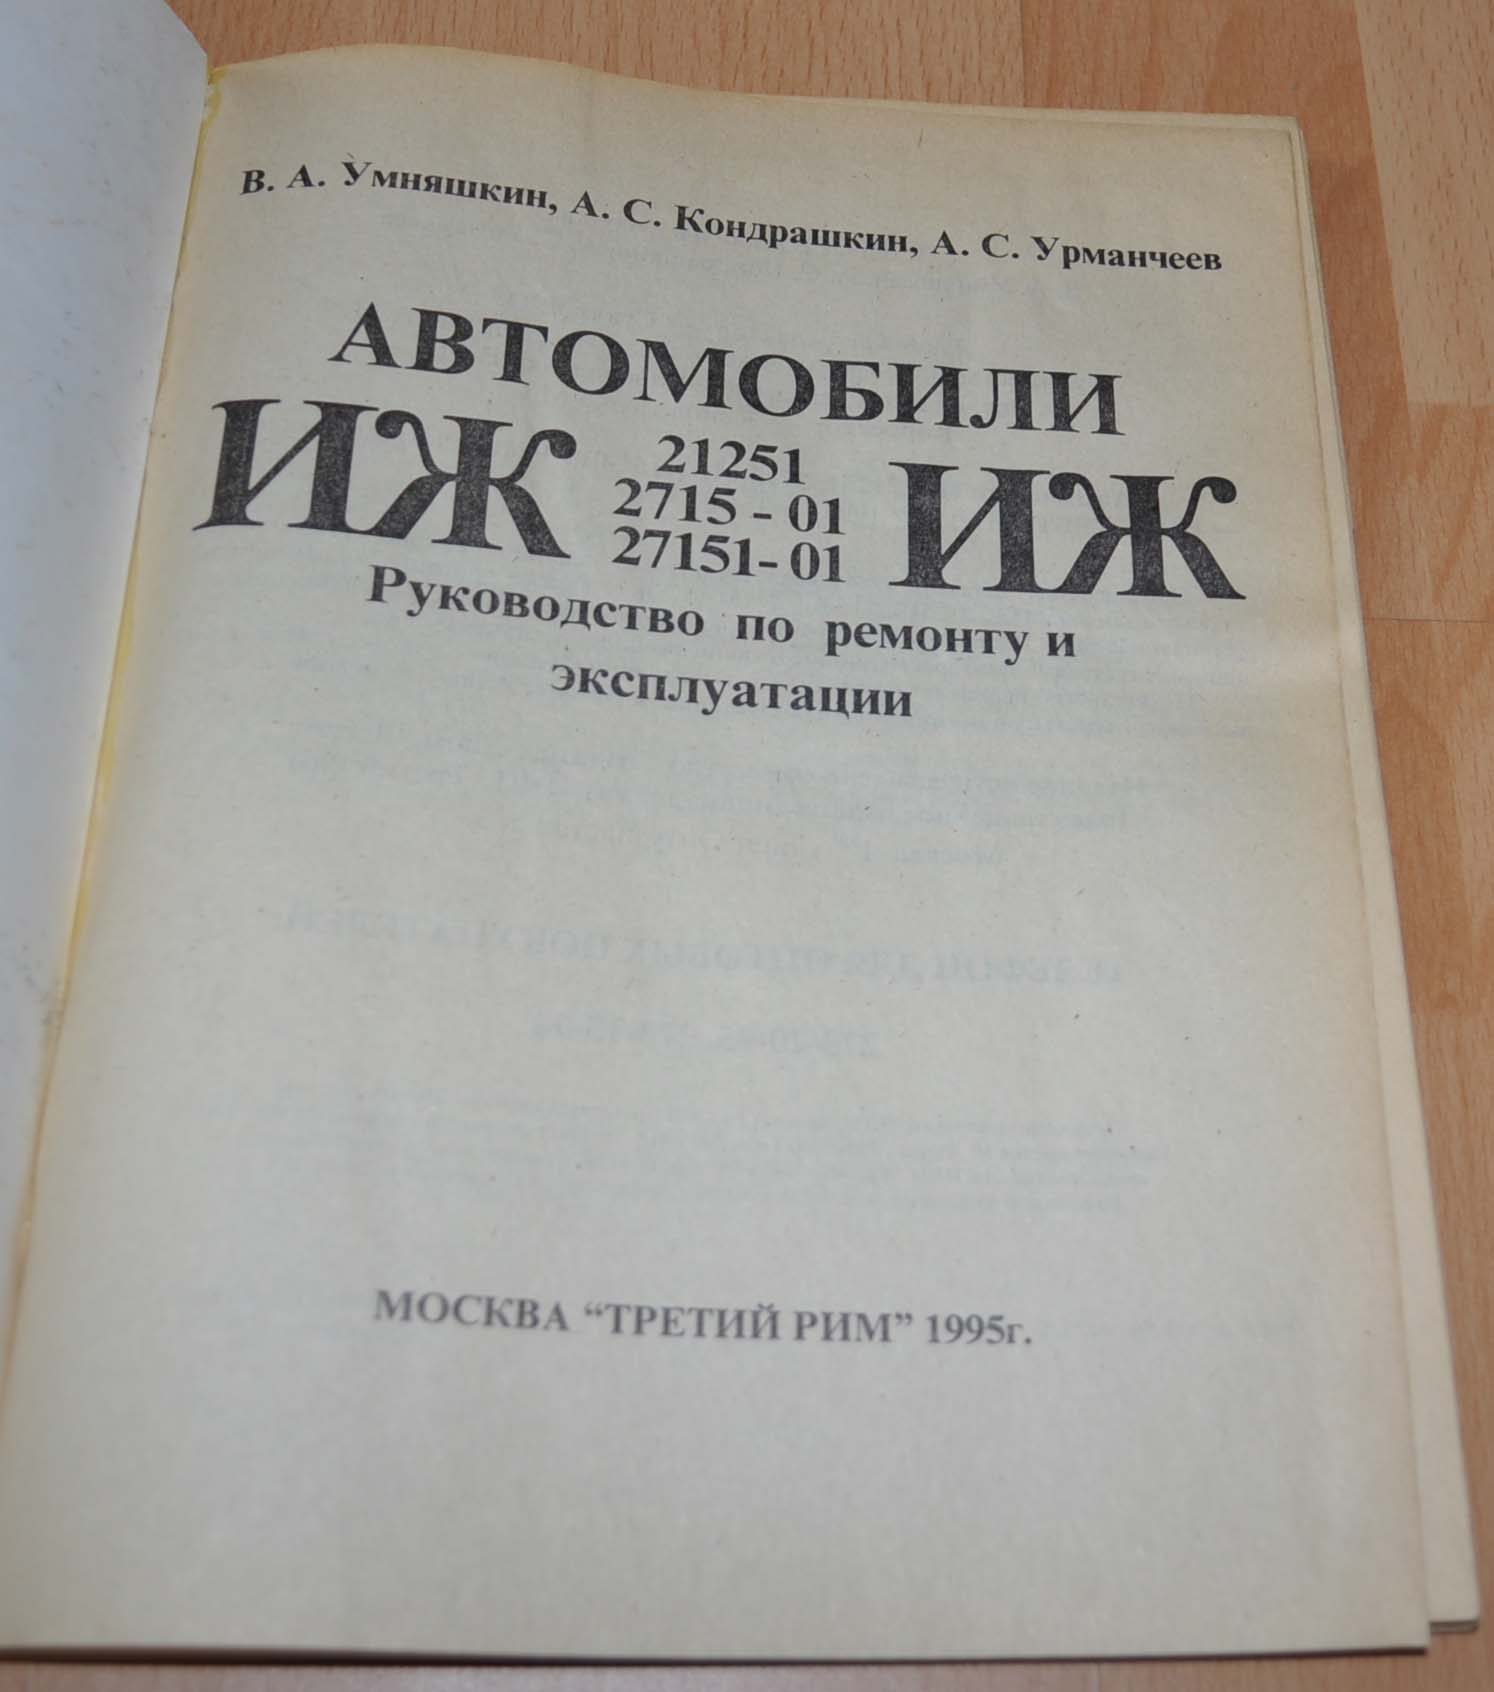 В. А. Умняшкин, А. С. Кондрашкин, А. С. Урманчеев
АВТОМОБИЛИ
ИЖ 21251 ИЖ
2715 - 01
27151- 01
Руководство по ремонту и
эксплуатации
МОСКВА “ТРЕТИЙ РИМ” 1995г.